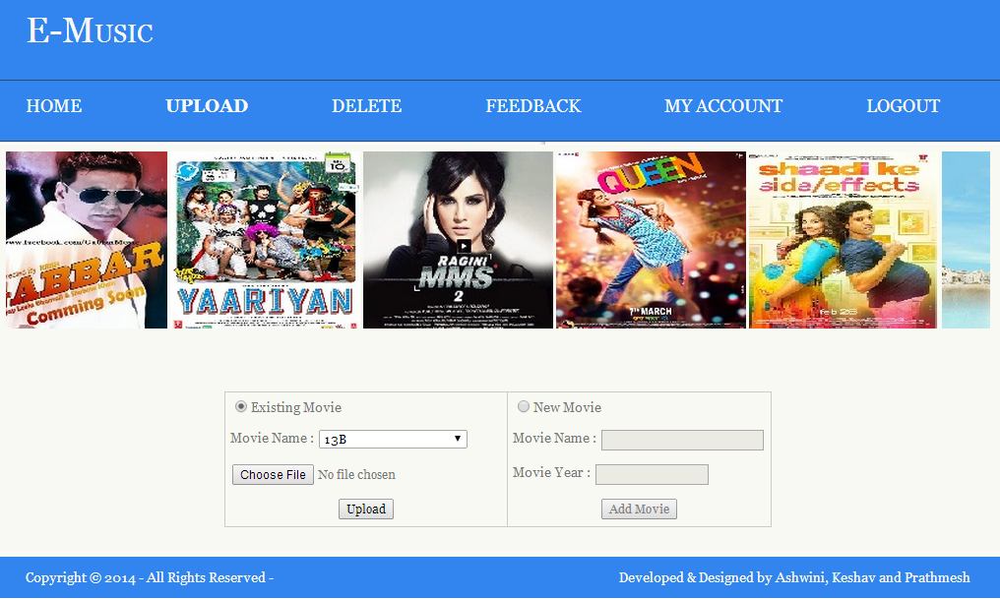 E-Music
HOME UPLOAD DELETE FEEDBACK MY ACCOUNT LOGOUT
ABBAR
Comming Soon
10
YAARIYAN
RAGINI
MMS
2
QUEEN
7TH MARCH
shaadi ke
side/effects
feb 28
Existing Movie
Movie Name : 13B
Choose File No file chosen
Upload
New Movie
Movie Name :
Movie Year :
Add Movie
Copyright © 2014 - All Rights Reserved -
Developed & Designed by Ashwini, Keshav and Prathmesh